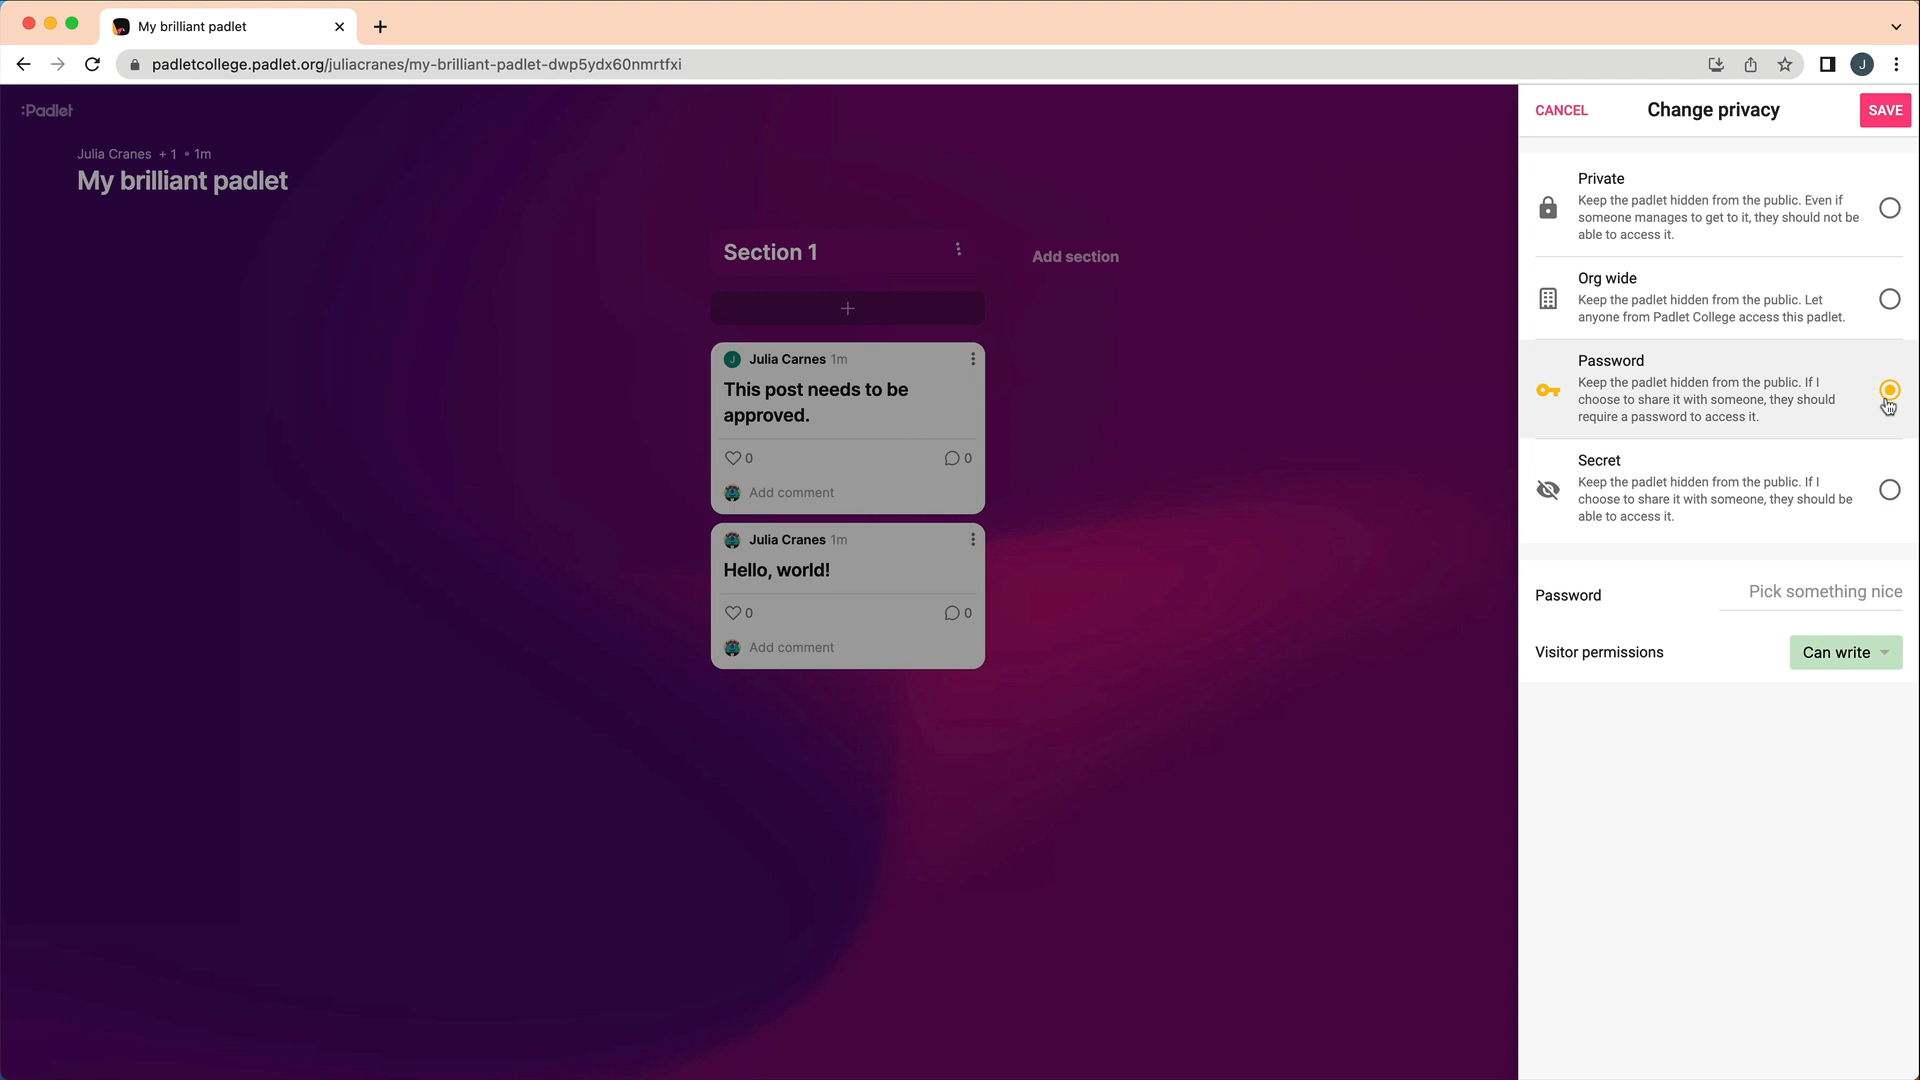 My brilliant padlet
padletcollege.padlet.org/juliacranes/my-brilliant-padlet-dwp5ydx60nmrtfxi
J
:Padlet
Julia Cranes + 1 • 1m
My brilliant padlet
Section 1
Add section
J Julia Carnes 1m
This post needs to be
approved.
0 0
Add comment
Julia Cranes 1m
Hello, world!
0 0
Add comment
CANCEL Change privacy SAVE
Private
Keep the padlet hidden from the public. Even if
someone manages to get to it, they should not be
able to access it.
Org wide
Keep the padlet hidden from the public. Let
anyone from Padlet College access this padlet.
Password
Keep the padlet hidden from the public. If I
choose to share it with someone, they should
require a password to access it.
Secret
Keep the padlet hidden from the public. If I
choose to share it with someone, they should be
able to access it.
Password Pick something nice
Visitor permissions Can write